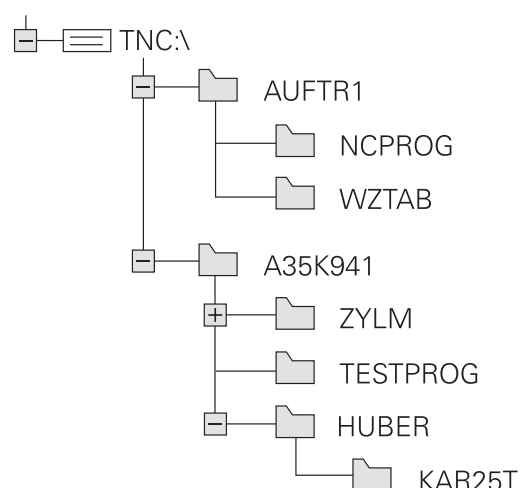 TNC:\
AUFTR1
NCPROG
WZTAB
A35K941
ZYLM
TESTPROG
HUBER
KAR25T